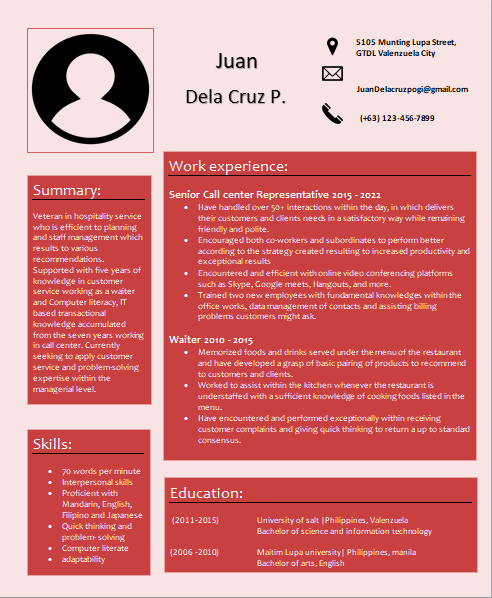 Juan
Dela Cruz P.
5105 Munting Lupa Street,
GTDL Valenzuela City
JuanDelacruzpogi@gmail.com
(+63) 123-456-7899
Summary:
Veteran in hospitality service
who is efficient to planning
and staff management which
results to various
recommendations.
Supported with five years of
knowledge in customer
service working as a waiter
and Computer literacy, IT
based transactional
knowledge accumulated
from the seven years working
in call center. Currently
seeking to apply customer
service and problem-solving
expertise within the
managerial level.
Skills:
• 70 words per minute
• Interpersonal skills
• Proficient with
Mandarin, English,
Filipino and Japanese
• Quick thinking and
problem- solving
• Computer literate
• adaptability
Work experience:
Senior Call center Representative 2015 - 2022
• Have handled over 50+ interactions within the day, in which delivers
their customers and clients needs in a satisfactory way while remaining
friendly and polite.
• Encouraged both co-workers and subordinates to perform better
according to the strategy created resulting to increased productivity and
exceptional results
• Encountered and efficient with online video conferencing platforms
such as Skype, Google meets, Hangouts, and more.
• Trained two new employees with fundamental knowledges within the
office works, data management of contacts and assisting billing
problems customers might ask.
Waiter 2010 - 2015
• Memorized foods and drinks served under the menu of the restaurant
and have developed a grasp of basic pairing of products to recommend
to customers and clients.
• Worked to assist within the kitchen whenever the restaurant is
understaffed with a sufficient knowledge of cooking foods listed in the
menu.
• Have encountered and performed exceptionally within receiving
customer complaints and giving quick thinking to return a up to standard
consensus.
Education:
(2011-2015) University of salt |Philippines, Valenzuela
Bachelor of science and information technology
(2006 -2010) Maitim Lupa university| Philippines, manila
Bachelor of arts, English